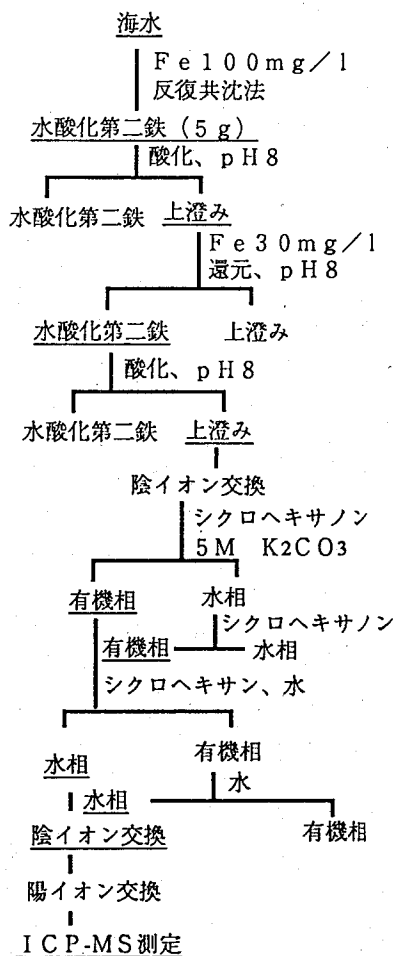 海水
Fe100mg/l
反復共沈法
水酸化第二鉄(5g)
酸化、pH8
水酸化第二鉄 上澄み
Fe30mg/l
還元、pH8
水酸化第二鉄 上澄み
酸化、pH8
水酸化第二鉄 上澄み
陰イオン交換
シクロヘキサノン
5M K2CO3
有機相 水相
シクロヘキサノン
有機相 水相
シクロヘキサン、水
水相 有機相
水
水相 有機相
陰イオン交換
陽イオン交換
ICP-MS測定